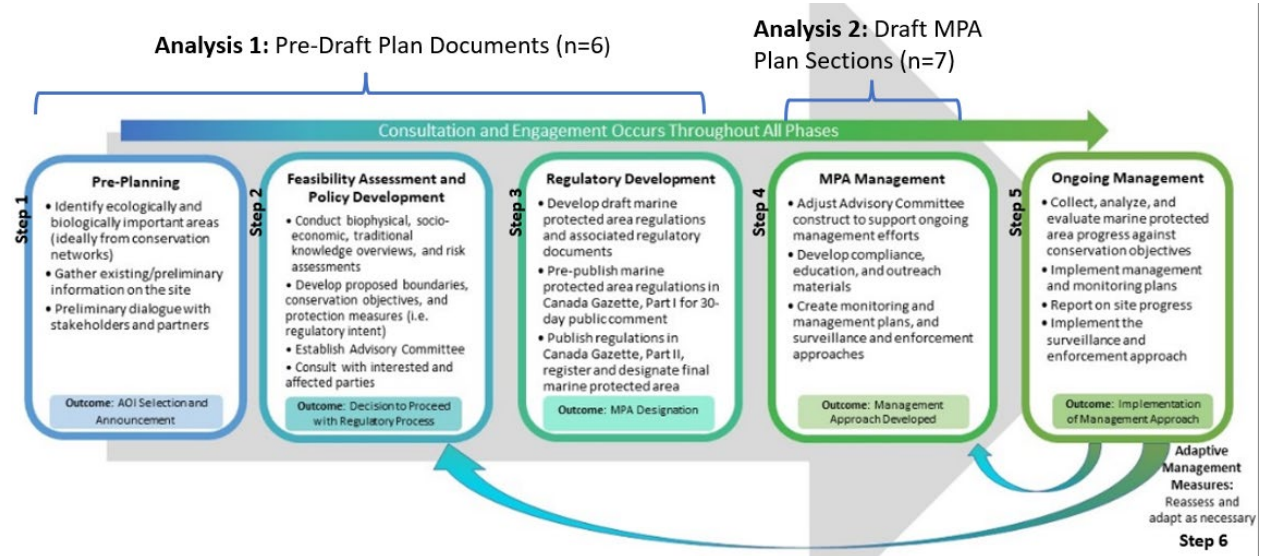 Analysis 1: Pre-Draft Plan Documents (n=6)
Analysis 2: Draft MPA
Plan Sections (n=7)
Consultation and Engagement Occurs Throughout All Phases
Step 1
Pre-Planning
• Identify ecologically and
biologically important areas
(ideally from conservation
networks)
• Gather existing/preliminary
information on the site
• Preliminary dialogue with
stakeholders and partners
Outcome: AOI Selection and
Announcement
Step 2
Feasibility Assessment and
Policy Development
• Conduct biophysical, socio-
economic, traditional
knowledge overviews, and risk
assessments
• Develop proposed boundaries,
conservation objectives, and
protection measures (i.e.
regulatory intent)
• Establish Advisory Committee
• Consult with interested and
affected parties
Outcome: Decision to Proceed
with Regulatory Process
Step 3
Regulatory Development
• Develop draft marine
protected area regulations
and associated regulatory
documents
• Pre-publish marine
protected area regulations in
Canada Gazette, Part I for 30-
day public comment
• Publish regulations in
Canada Gazette, Part II,
register and designate final
marine protected area
Outcome: MPA Designation
Step 4
MPA Management
• Adjust Advisory Committee
construct to support ongoing
management efforts
• Develop compliance,
education, and outreach
materials
• Create monitoring and
management plans, and
surveillance and enforcement
approaches
Outcome: Management
Approach Developed
Step 5
Ongoing Management
• Collect, analyze, and
evaluate marine protected
area progress against
conservation objectives
• Implement management
and monitoring plans
• Report on site progress
• Implement the
surveillance and
enforcement approach
Outcome: Implementation
of Management Approach
Adaptive
Management
Measures:
Reassess and
adapt as necessary
Step 6